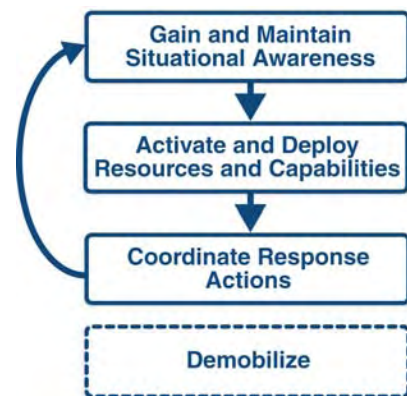 Gain and Maintain
Situational Awareness
Activate and Deploy
Resources and Capabilities
Coordinate Response
Actions
Demobilize